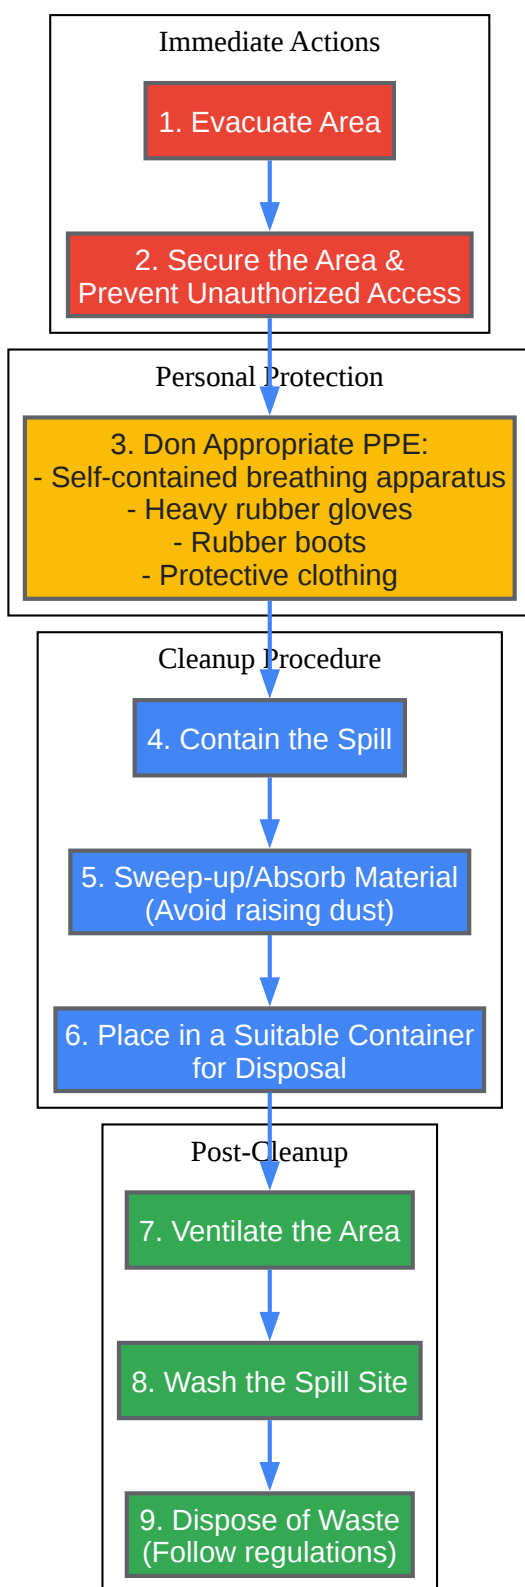 Immediate Actions
1. Evacuate Area
2. Secure the Area &
Prevent Unauthorized Access
Personal Protection
3. Don Appropriate PPE:
- Self-contained breathing apparatus
- Heavy rubber gloves
- Rubber boots
- Protective clothing
Cleanup Procedure
4. Contain the Spill
5. Sweep-up/Absorb Material
(Avoid raising dust)
6. Place in a Suitable Container
for Disposal
Post-Cleanup
7. Ventilate the Area
8. Wash the Spill Site
9. Dispose of Waste
(Follow regulations)